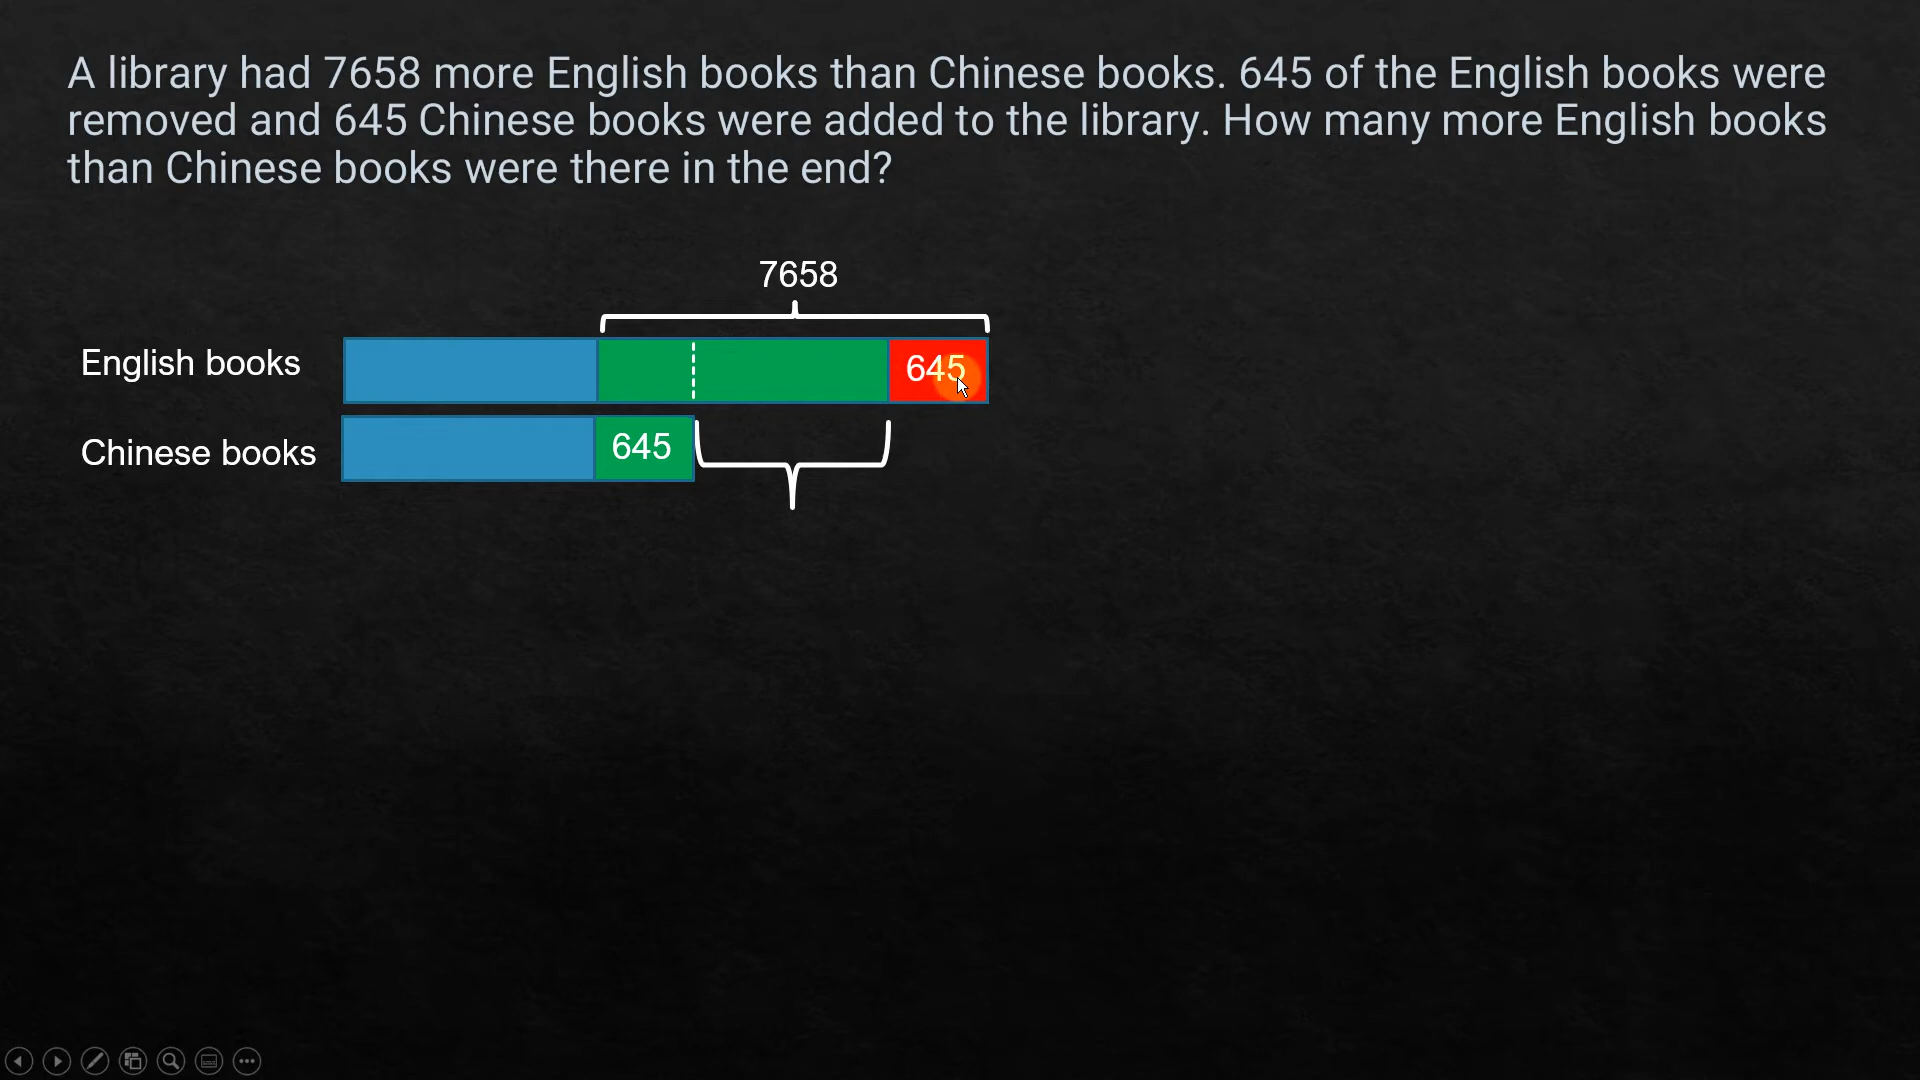 A library had 7658 more English books than Chinese books. 645 of the English books were
removed and 645 Chinese books were added to the library. How many more English books
than Chinese books were there in the end?
7658
English books
645
Chinese books
645